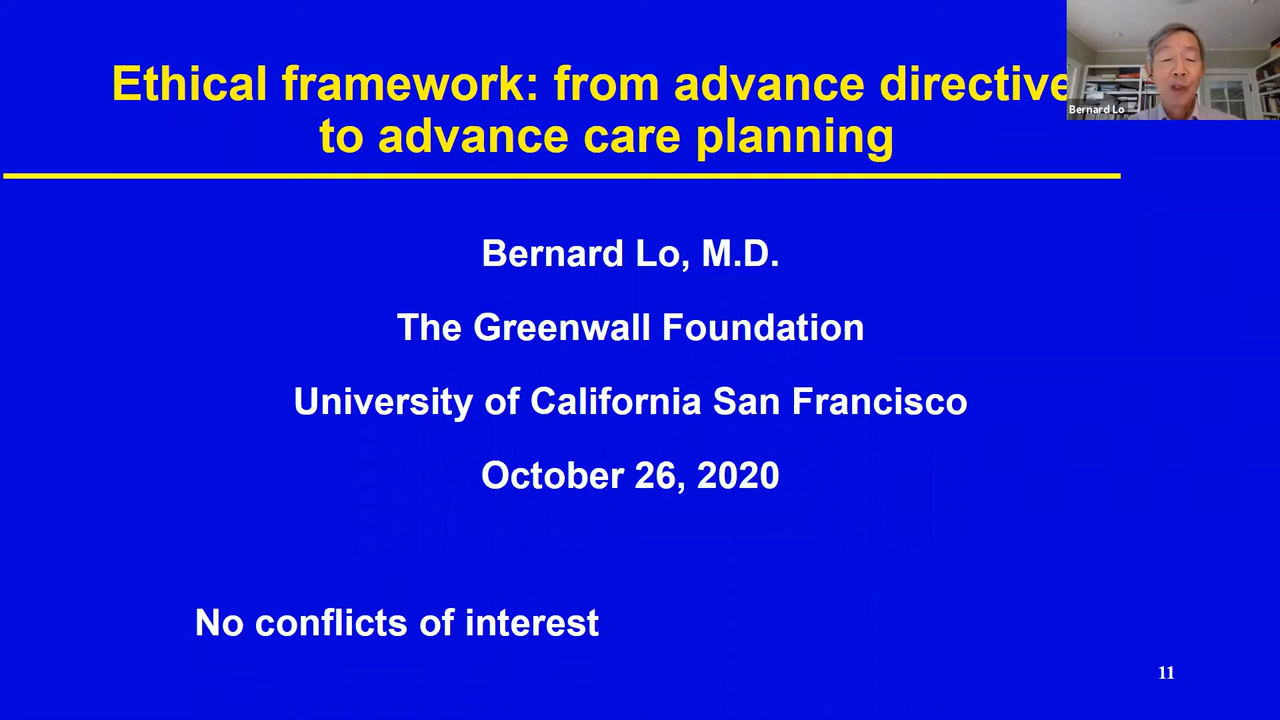 Ethical framework: from advance directive
to advance care planning
Bernard Lo
Bernard Lo, M.D.
The Greenwall Foundation
University of California San Francisco
October 26, 2020
No conflicts of interest
11